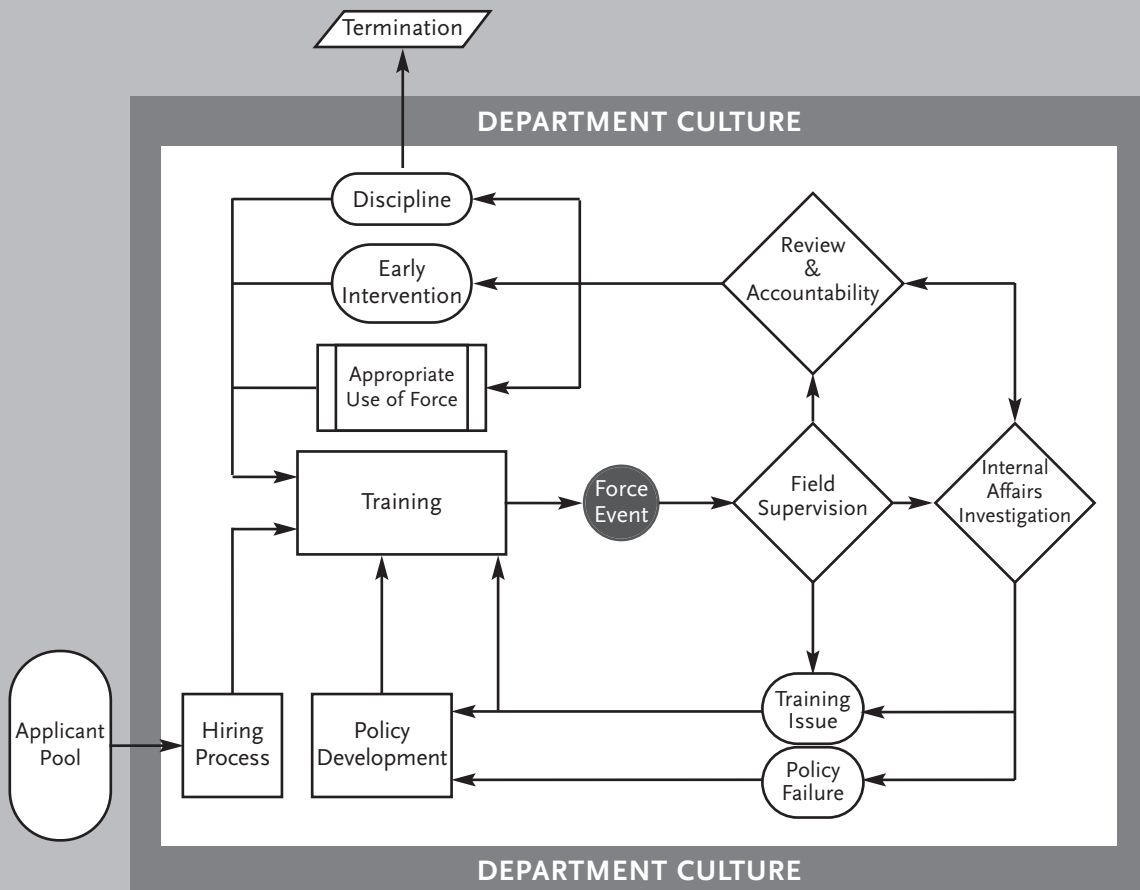 Termination
DEPARTMENT CULTURE
Discipline
Early
Intervention
Review
&
Accountability
Appropriate
Use of Force
Training
Force
Event
Field
Supervision
Internal
Affairs
Investigation
Applicant
Pool
Hiring
Process
Policy
Development
Training
Issue
Policy
Failure
DEPARTMENT CULTURE